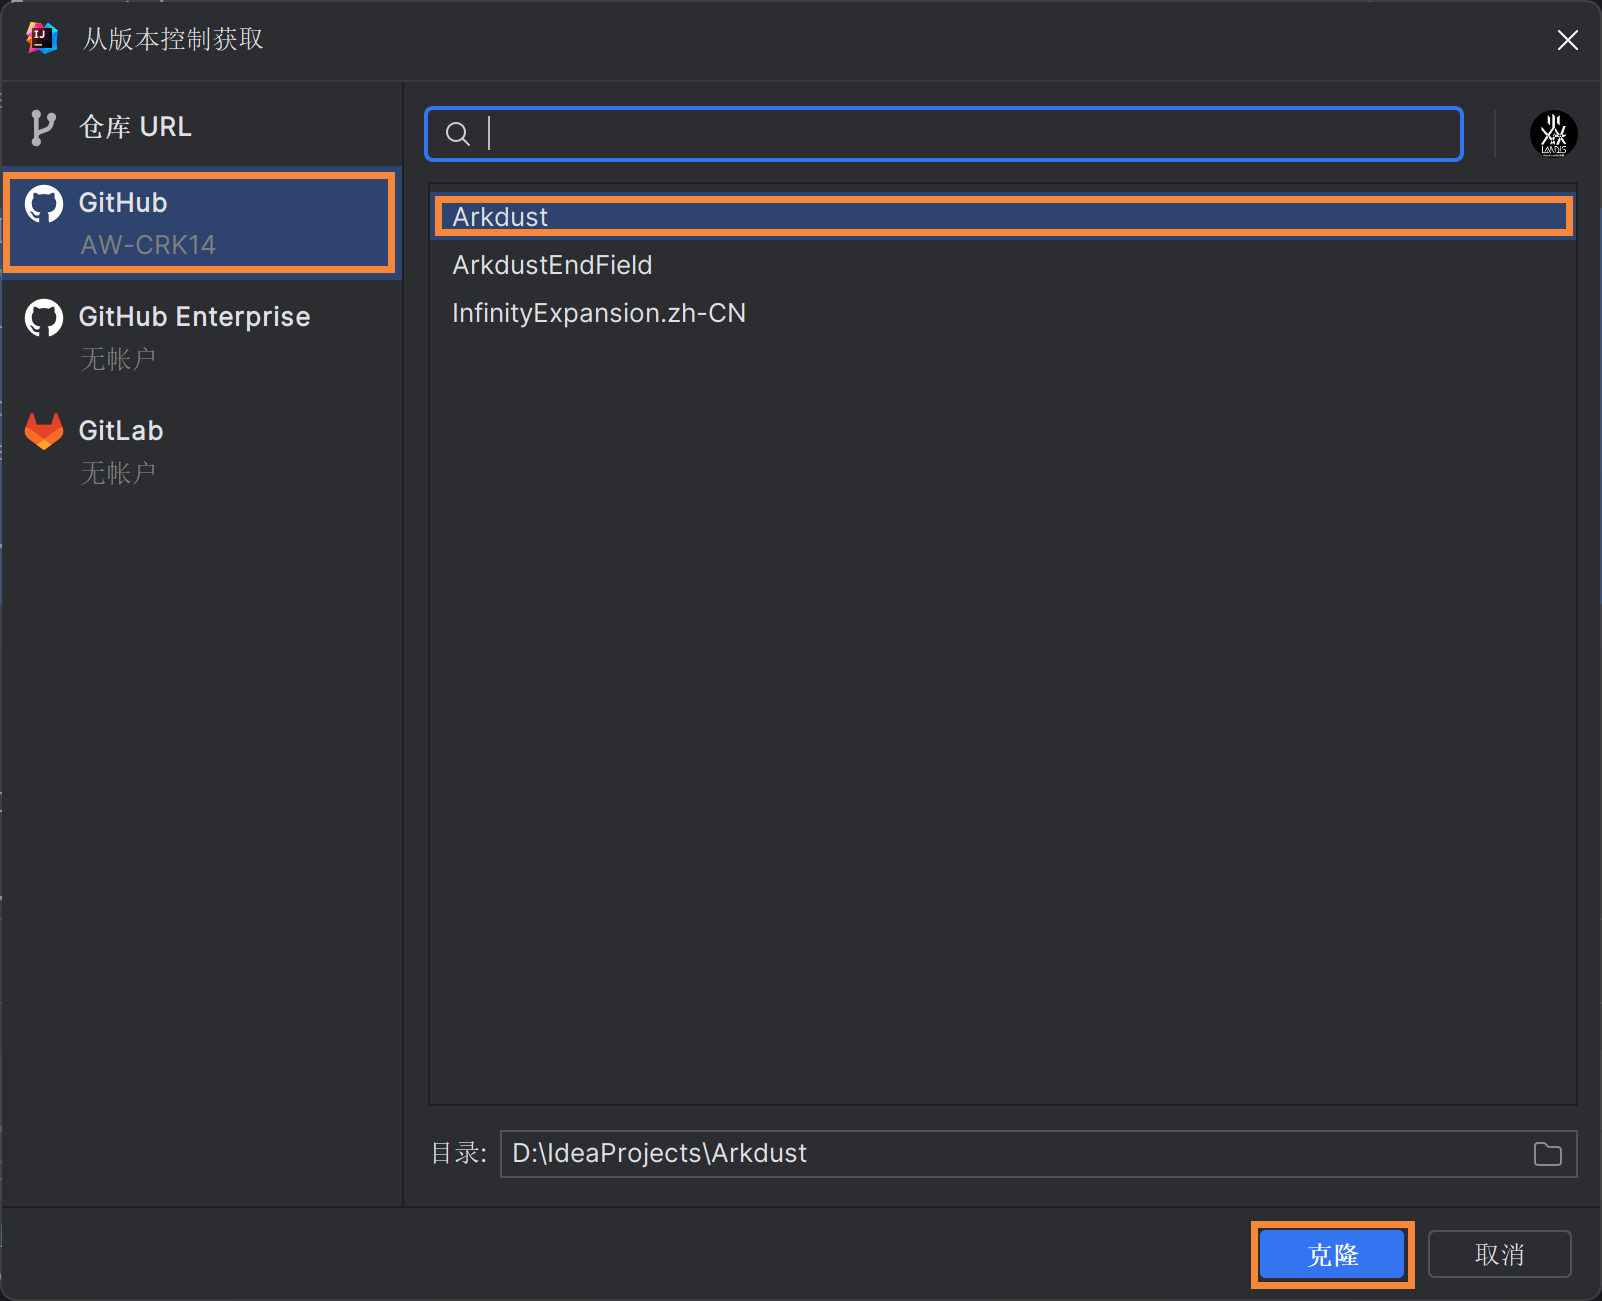 从版本控制获取
仓库 URL
GitHub
AW-CRK14
GitHub Enterprise
无帐户
GitLab
无帐户
Arkdust
ArkdustEndField
InfinityExpansion.zh-CN
目录: D:\IdeaProjects\Arkdust
克隆
取消